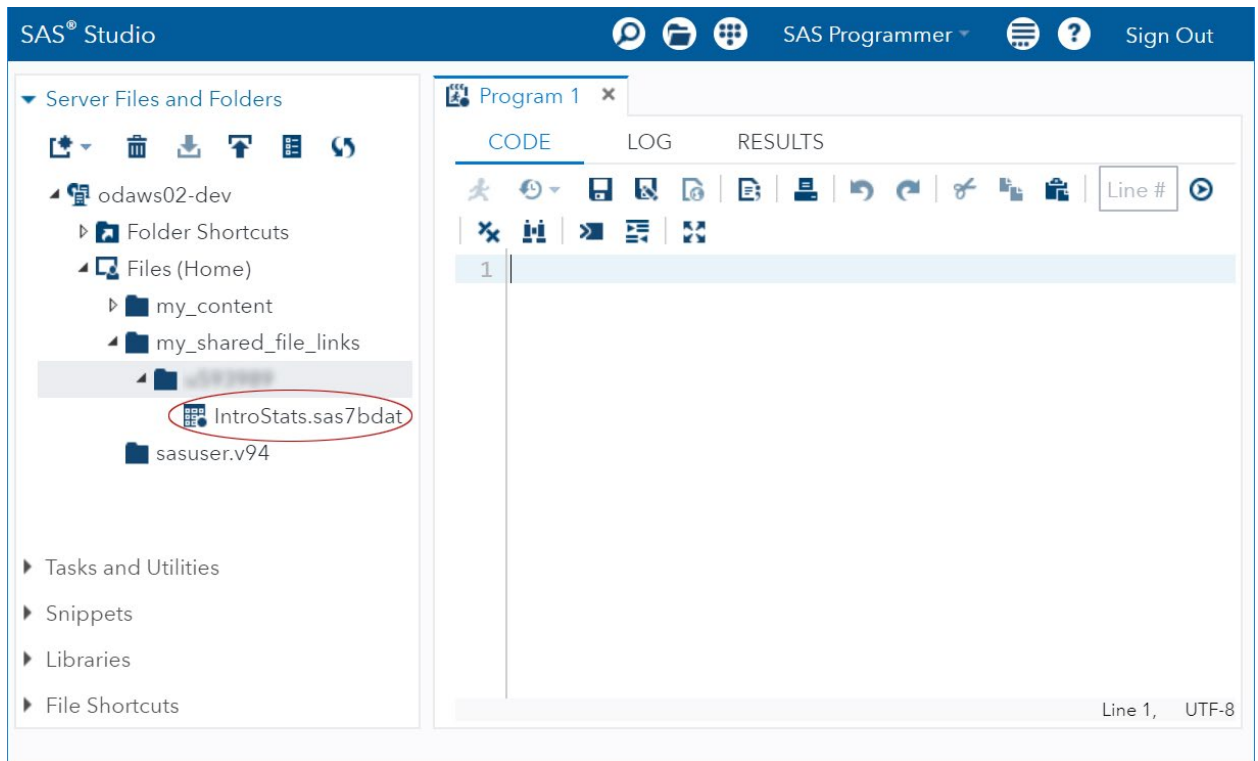 SAS® Studio
SAS Programmer
Sign Out
Server Files and Folders
odaws02-dev
Folder Shortcuts
Files (Home)
my_content
my_shared_file_links
IntroStats.sas7bdat
sasuser.v94
Tasks and Utilities
Snippets
Libraries
File Shortcuts
Program 1
CODE LOG RESULTS
Line #
1
Line 1, UTF-8